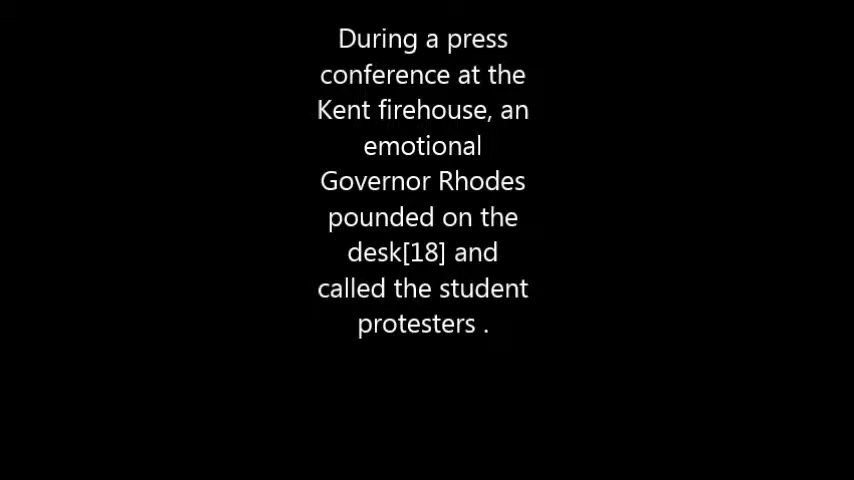 During a press
conference at the
Kent firehouse, an
emotional
Governor Rhodes
pounded on the
desk[18] and
called the student
protesters .